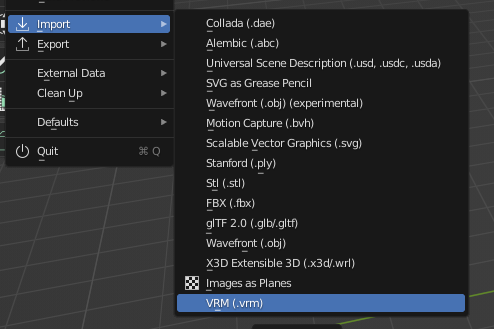 Import
Export
External Data
Clean Up
Defaults
Quit ⌘ Q
Collada (.dae)
Alembic (.abc)
Universal Scene Description (.usd, .usdc, .usda)
SVG as Grease Pencil
Wavefront (.obj) (experimental)
Motion Capture (.bvh)
Scalable Vector Graphics (.svg)
Stanford (.ply)
Stl (.stl)
FBX (.fbx)
glTF 2.0 (.glb/.gltf)
Wavefront (.obj)
X3D Extensible 3D (.x3d/.wrl)
Images as Planes
VRM (.vrm)